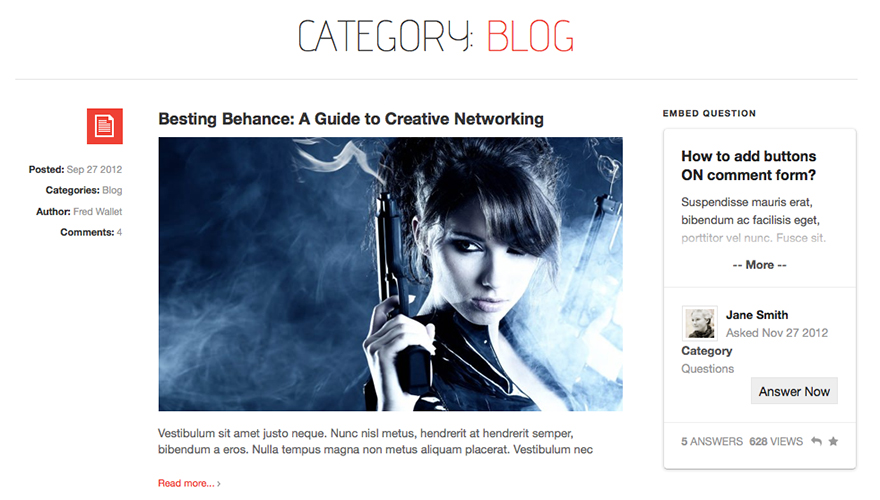 CATEGORY: BLOG
Posted: Sep 27 2012
Categories: Blog
Author: Fred Wallet
Comments: 4
Besting Behance: A Guide to Creative Networking
Vestibulum sit amet justo neque. Nunc nisl metus, hendrerit at hendrerit semper,
bibendum a eros. Nulla tempus magna non metus aliquam placerat. Vestibulum nec
Read more... ›
EMBED QUESTION
How to add buttons
ON comment form?
Suspendisse mauris erat,
bibendum ac facilisis eget,
porttitor vel nunc. Fusce sit.
-- More --
Jane Smith
Asked Nov 27 2012
Category
Questions
Answer Now
5 ANSWERS 628 VIEWS